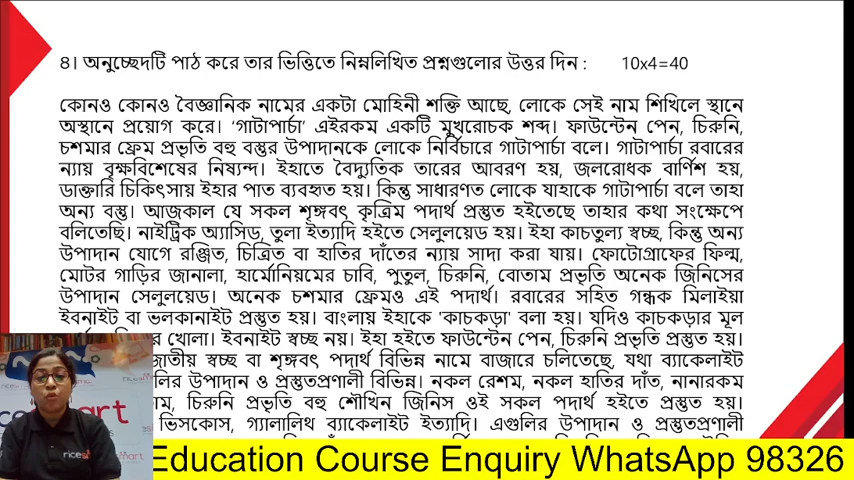 ৪। অনুচ্ছেদটি পাঠ করে তার ভিত্তিতে নিম্নলিখিত প্রশ্নগুলোর উত্তর দিন : 10x4=40
কোনও কোনও বৈজ্ঞানিক নামের একটা মোহিনী শক্তি আছে, লোকে সেই নাম শিখিলে স্থানে
অস্থানে প্রয়োগ করে। ‘গাটাপার্চা’ এইরকম একটি মুখরোচক শব্দ। ফাউন্টেন পেন, চিরুনি,
চশমার ফ্রেম প্রভৃতি বহু বস্তুর উপাদানকে লোকে নির্বিচারে গাটাপার্চা বলে। গাটাপার্চা রবারের
ন্যায় বৃক্ষবিশেষের নিষ্যন্দ। ইহাতে বৈদ্যুতিক তারের আবরণ হয়, জলরোধক বার্ণিশ হয়,
ডাক্তারি চিকিৎসায় ইহার পাত ব্যবহৃত হয়। কিন্তু সাধারণত লোকে যাহাকে গাটাপার্চা বলে তাহা
অন্য বস্তু। আজকাল যে সকল শৃঙ্গবৎ কৃত্রিম পদার্থ প্রস্তুত হইতেছে তাহার কথা সংক্ষেপে
বলিতেছি। নাইট্রিক অ্যাসিড, তুলা ইত্যাদি হইতে সেলুলয়েড হয়। ইহা কাচতুল্য স্বচ্ছ, কিন্তু অন্য
উপাদান যোগে রঞ্জিত, চিত্রিত বা হাতির দাঁতের ন্যায় সাদা করা যায়। ফোটোগ্রাফের ফিল্ম,
মোটর গাড়ির জানালা, হার্মোনিয়মের চাবি, পুতুল, চিরুনি, বোতাম প্রভৃতি অনেক জিনিসের
উপাদান সেলুলয়েড। অনেক চশমার ফ্রেমও এই পদার্থ। রবারের সহিত গন্ধক মিলাইয়া
ইবনাইট বা ভলকানাইট প্রস্তুত হয়। বাংলায় ইহাকে ‘কাচকড়া’ বলা হয়। যদিও কাচকড়ার মূল
খোলা। ইবনাইট স্বচ্ছ নয়। ইহা হইতে ফাউন্টেন পেন, চিরুনি প্রভৃতি প্রস্তুত হয়।
স্বচ্ছ বা শৃঙ্গবৎ পদার্থ বিভিন্ন নামে বাজারে চলিতেছে, যথা ব্যাকেলাইট
উপাদান ও প্রস্তুতপ্রণালী বিভিন্ন। নকল রেশম, নকল হাতির দাঁত, নানারকম
চিরুনি প্রভৃতি বহু শৌখিন জিনিস ওই সকল পদার্থ হইতে প্রস্তুত হয়।
ভিসকোস, গ্যালালিথ ব্যাকেলাইট ইত্যাদি। এগুলির উপাদান ও প্রস্তুতপ্রণালী
Education Course Enquiry WhatsApp 98326